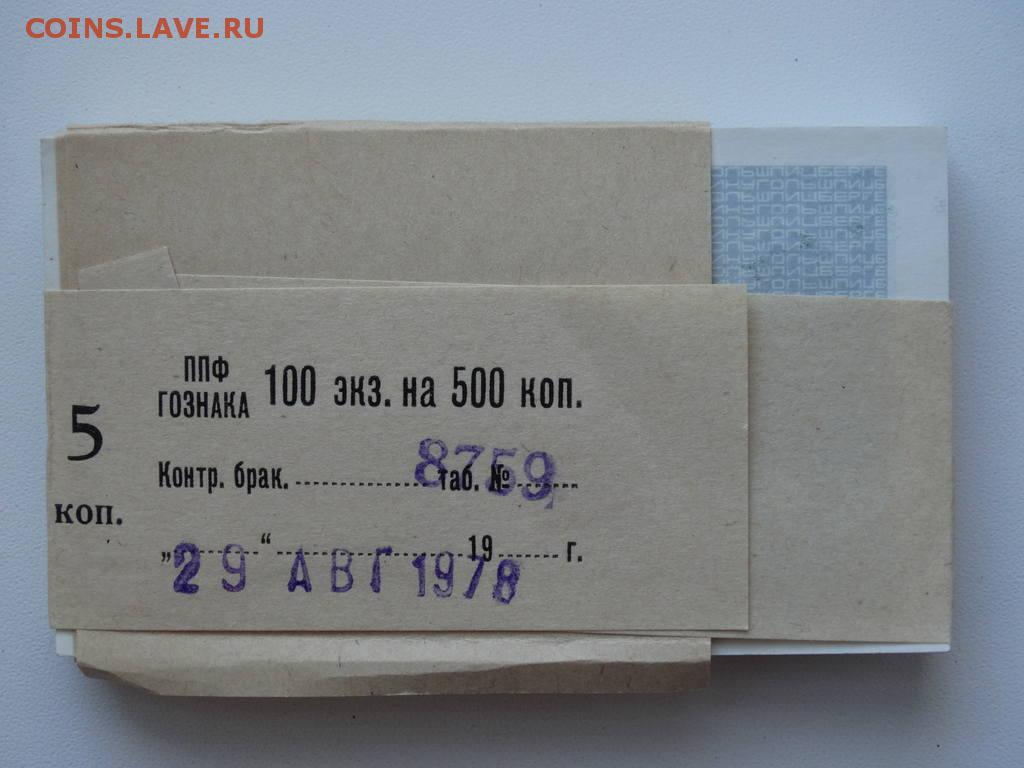 COINS.LAVE.RU
ППФ
ГОЗНАКА
100 экз. на 500 коп.
5
коп.
Контр. брак. таб. №
8759
„ “ 19 г.
29 АВГ 1978